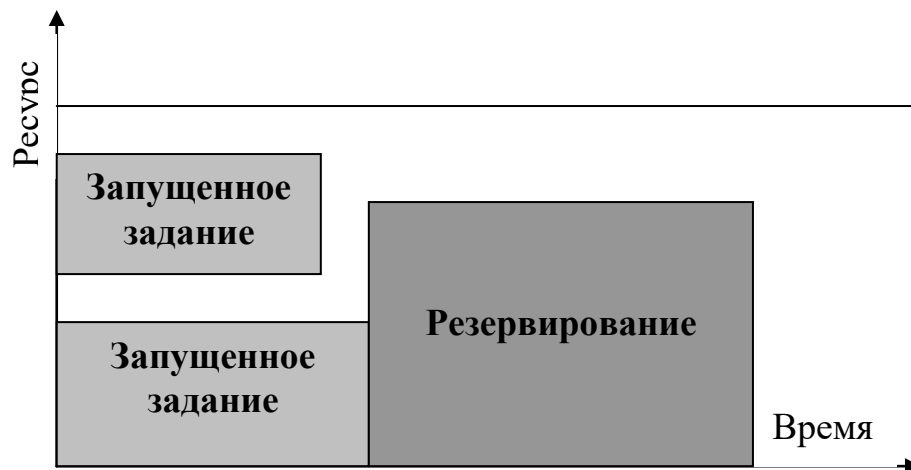 Ресурс
Запущенное
задание
Резервирование
Запущенное
задание
Время